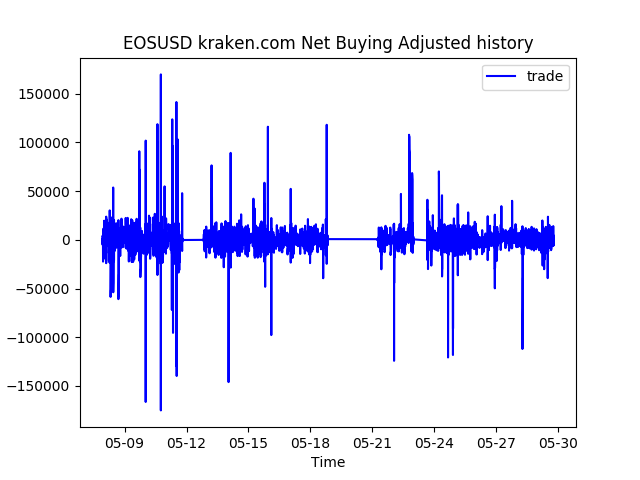 EOSUSD kraken.com Net Buying Adjusted history
trade
150000
100000
50000
0
−50000
−100000
−150000
05-09 05-12 05-15 05-18 05-21 05-24 05-27 05-30
Time